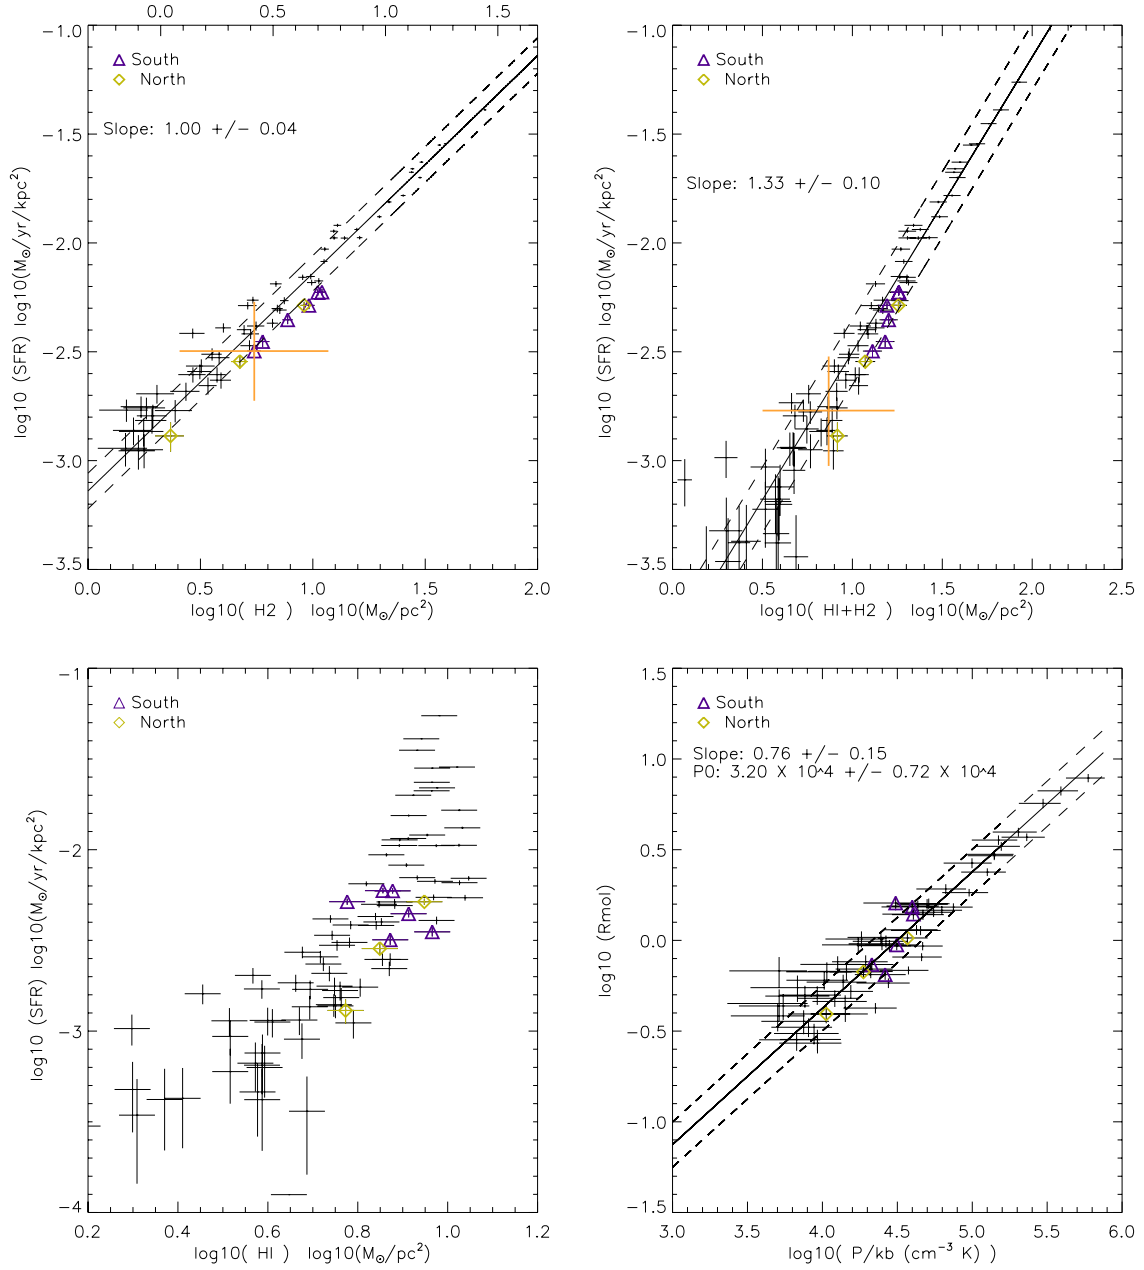 0.0 0.5 1.0 1.5
−1.0
−1.5
−2.0
−2.5
−3.0
−3.5
0.0 0.5 1.0 1.5 2.0
log10( H2 ) log10(M⊙/pc²)
log10 (SFR) log10(M⊙/yr/kpc²)
South
North
Slope: 1.00 +/− 0.04
−1.0
−1.5
−2.0
−2.5
−3.0
−3.5
0.0 0.5 1.0 1.5 2.0 2.5
log10( HI+H2 ) log10(M⊙/pc²)
log10 (SFR) log10(M⊙/yr/kpc²)
South
North
Slope: 1.33 +/− 0.10
−1
−2
−3
−4
0.2 0.4 0.6 0.8 1.0 1.2
log10( HI ) log10(M⊙/pc²)
log10 (SFR) log10(M⊙/yr/kpc²)
South
North
1.5
1.0
0.5
0.0
−0.5
−1.0
−1.5
3.0 3.5 4.0 4.5 5.0 5.5 6.0
log10( P/kb (cm⁻³ K) )
log10 (Rmol)
South
North
Slope: 0.76 +/− 0.15
P0: 3.20 X 10^4 +/− 0.72 X 10^4